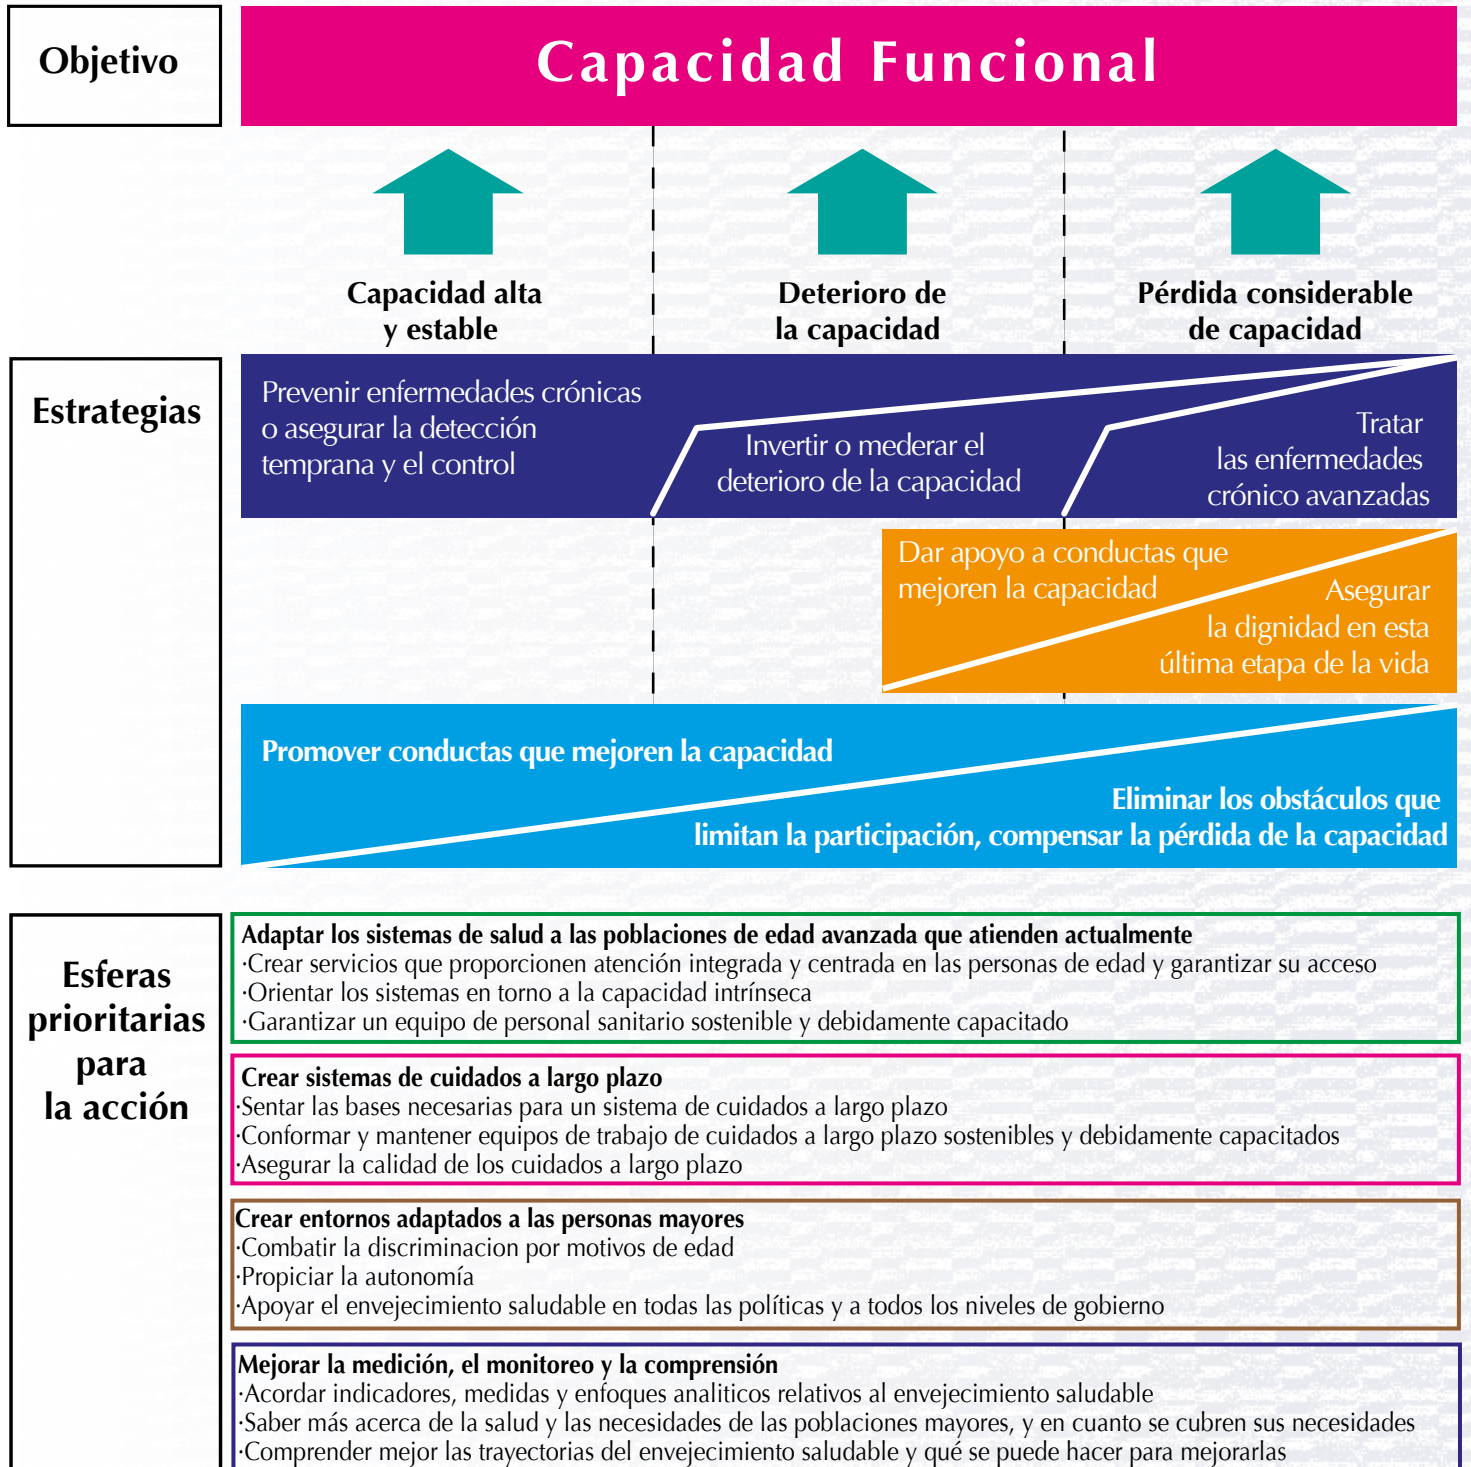 Objetivo
Capacidad Funcional
Capacidad alta
y estable
Deterioro de
la capacidad
Pérdida considerable
de capacidad
Estrategias
Prevenir enfermedades crónicas
o asegurar la detección
temprana y el control
Invertir o mederar el
deterioro de la capacidad
Tratar
las enfermedades
crónico avanzadas
Dar apoyo a conductas que
mejoren la capacidad
Asegurar
la dignidad en esta
última etapa de la vida
Promover conductas que mejoren la capacidad
Eliminar los obstáculos que
limitan la participación, compensar la pérdida de la capacidad
Esferas
prioritarias
para
la acción
Adaptar los sistemas de salud a las poblaciones de edad avanzada que atienden actualmente
·Crear servicios que proporcionen atención integrada y centrada en las personas de edad y garantizar su acceso
·Orientar los sistemas en torno a la capacidad intrínseca
·Garantizar un equipo de personal sanitario sostenible y debidamente capacitado
Crear sistemas de cuidados a largo plazo
·Sentar las bases necesarias para un sistema de cuidados a largo plazo
·Conformar y mantener equipos de trabajo de cuidados a largo plazo sostenibles y debidamente capacitados
·Asegurar la calidad de los cuidados a largo plazo
Crear entornos adaptados a las personas mayores
·Combatir la discriminacion por motivos de edad
·Propiciar la autonomía
·Apoyar el envejecimiento saludable en todas las políticas y a todos los niveles de gobierno
Mejorar la medición, el monitoreo y la comprensión
·Acordar indicadores, medidas y enfoques analiticos relativos al envejecimiento saludable
·Saber más acerca de la salud y las necesidades de las poblaciones mayores, y en cuanto se cubren sus necesidades
·Comprender mejor las trayectorias del envejecimiento saludable y qué se puede hacer para mejorarlas